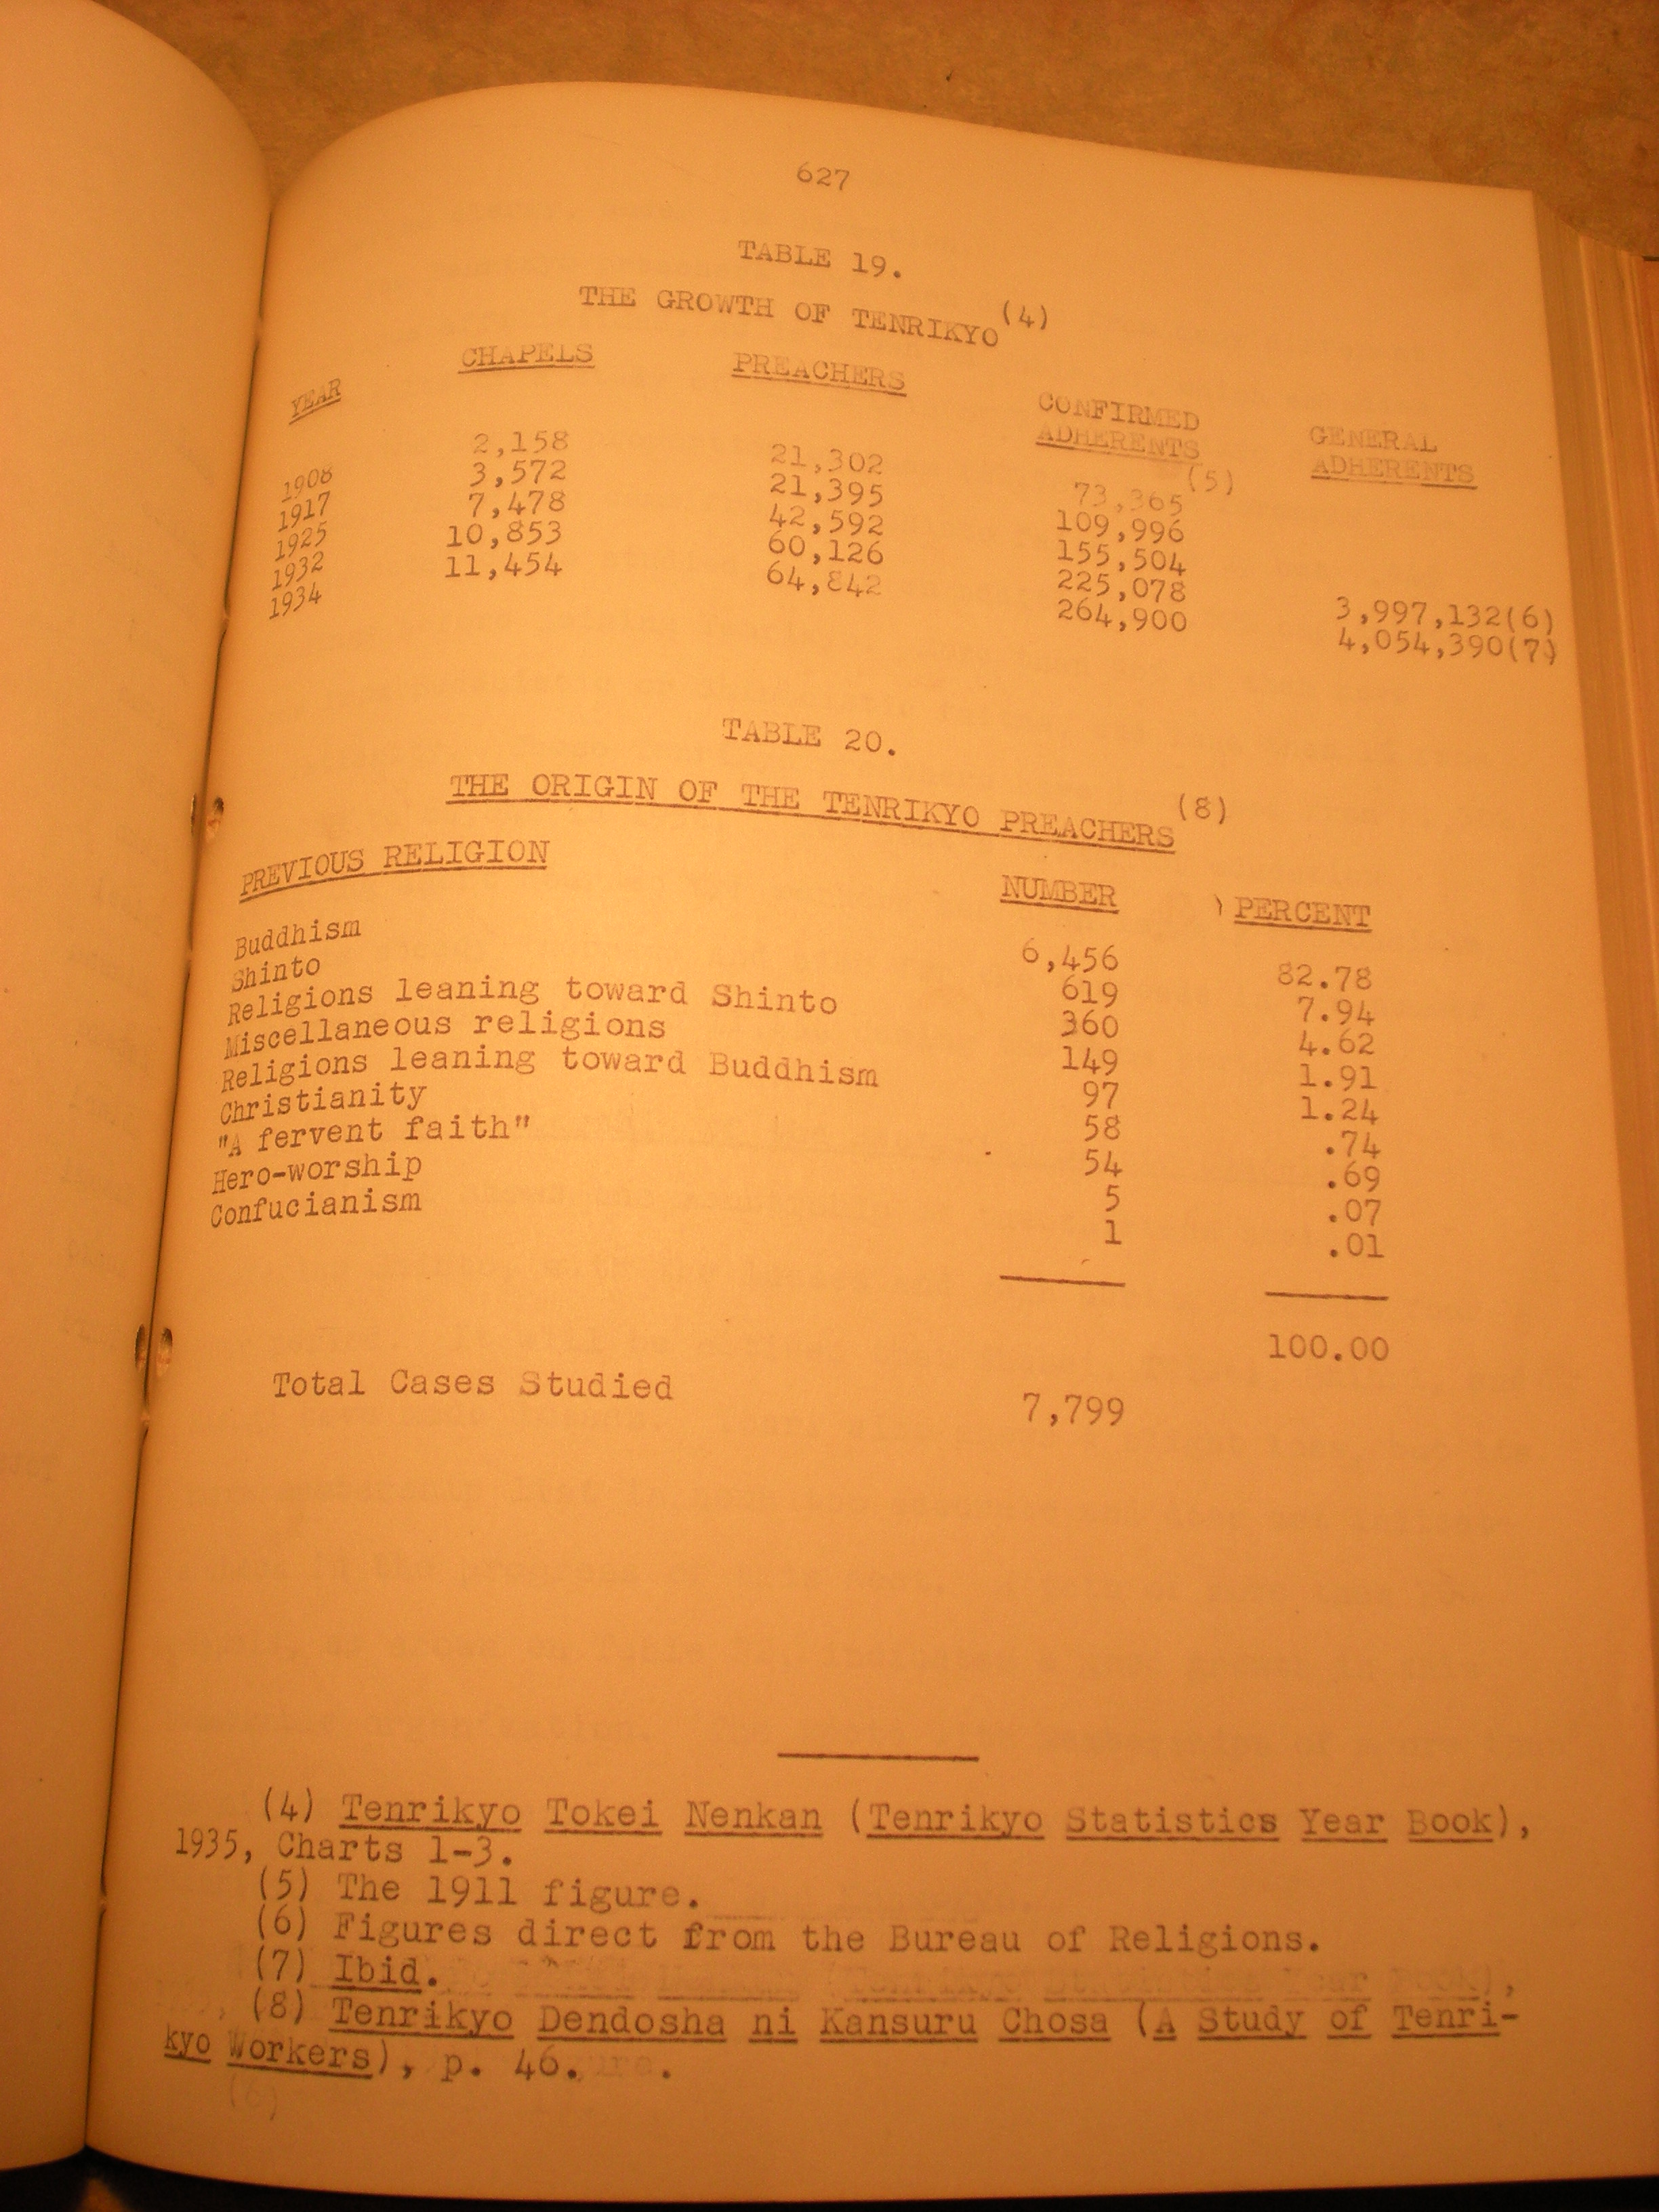 627
TABLE 19.
THE GROWTH OF TENRIKYO (4)
YEAR CHAPELS PREACHERS CONFIRMED ADHERENTS GENERAL ADHERENTS
1908 2,158 21,302 73,365 (5)
1917 3,572 21,395 109,996
1925 7,478 42,592 155,504
1932 10,853 60,126 225,078 3,997,132(6)
1934 11,454 64,842 264,900 4,054,390(7)
TABLE 20.
THE ORIGIN OF THE TENRIKYO PREACHERS (8)
PREVIOUS RELIGION NUMBER PERCENT
Buddhism 6,456 82.78
Shinto 619 7.94
Religions leaning toward Shinto 360 4.62
Miscellaneous religions 149 1.91
Religions leaning toward Buddhism 97 1.24
Christianity 58 .74
"A fervent faith" 54 .69
Hero-worship 5 .07
Confucianism 1 .01
100.00
Total Cases Studied 7,799
(4) Tenrikyo Tokei Nenkan (Tenrikyo Statistics Year Book),
1935, Charts 1-3.
(5) The 1911 figure.
(6) Figures direct from the Bureau of Religions.
(7) Ibid.
(8) Tenrikyo Dendosha ni Kansuru Chosa (A Study of Tenri-
kyo Workers), p. 46.